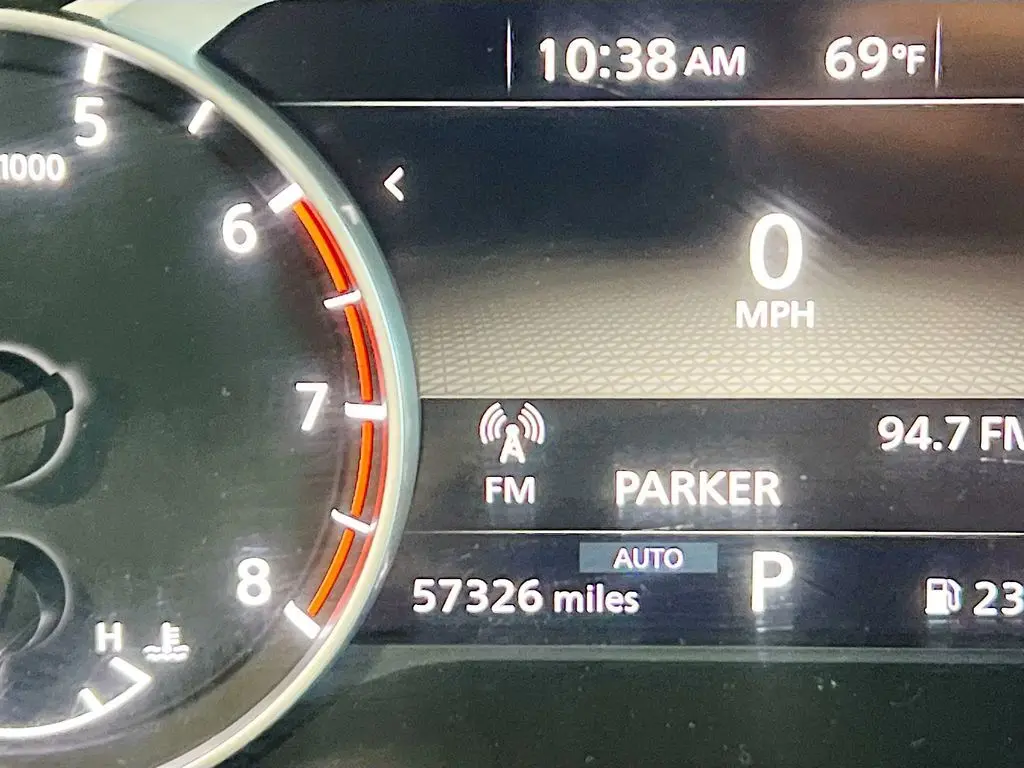 10:38 AM 69°F
5
1000
6
0
MPH
7
94.7 FM
FM PARKER
AUTO
8
57326 miles P 23
H